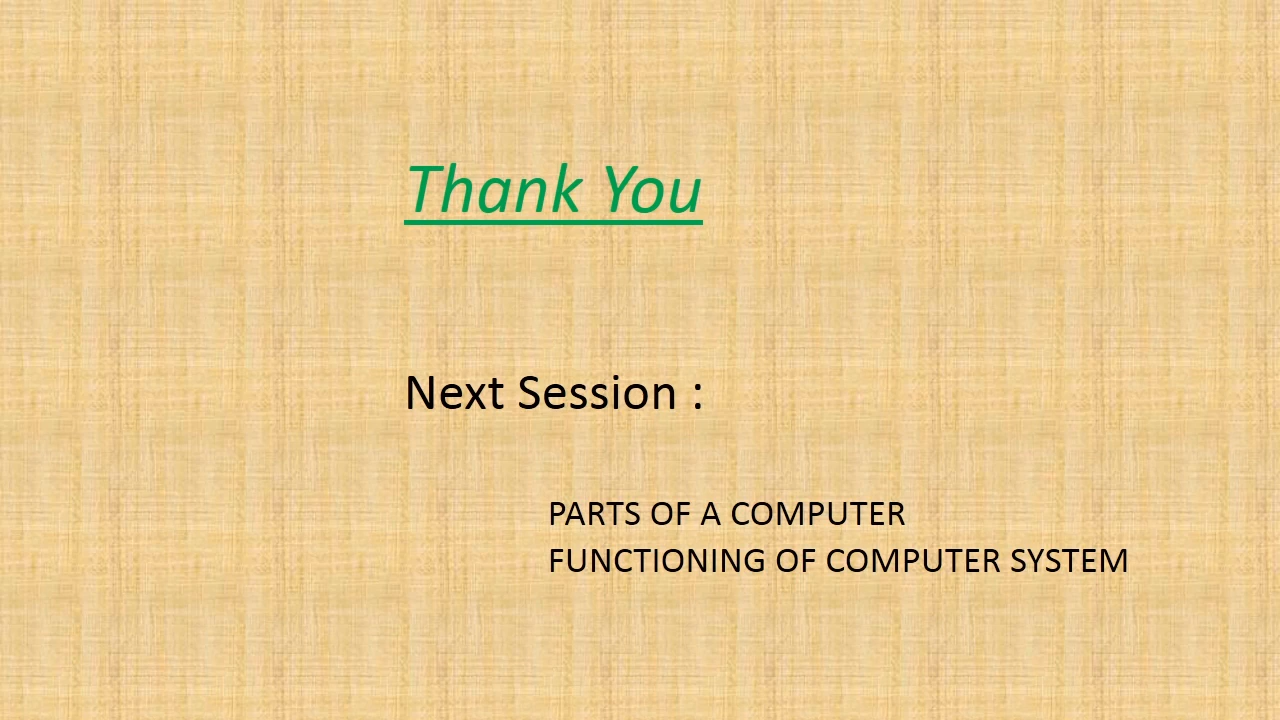 Thank You
Next Session :
PARTS OF A COMPUTER
FUNCTIONING OF COMPUTER SYSTEM